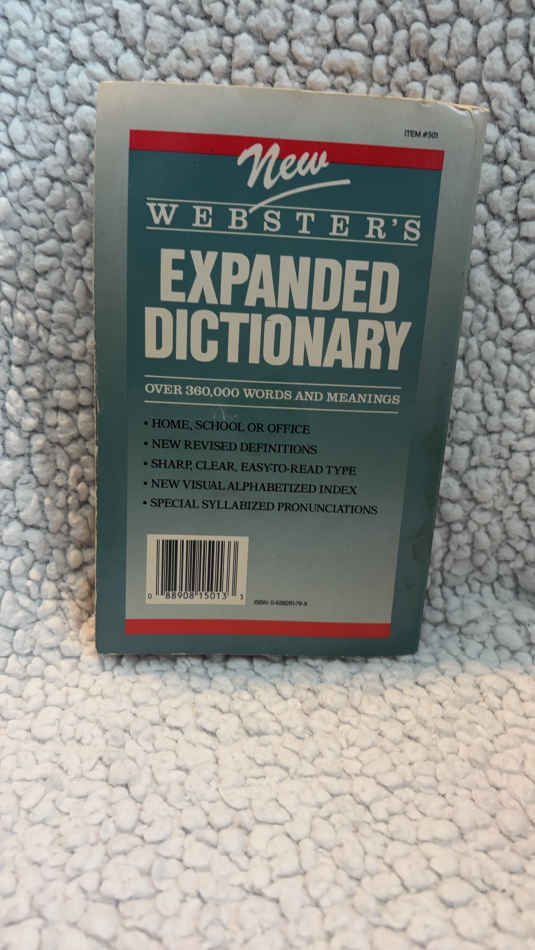 ITEM #501
New
WEBSTER'S
EXPANDED
DICTIONARY
OVER 360,000 WORDS AND MEANINGS
• HOME, SCHOOL OR OFFICE
• NEW REVISED DEFINITIONS
• SHARP, CLEAR, EASY-TO-READ TYPE
• NEW VISUAL ALPHABETIZED INDEX
• SPECIAL SYLLABIZED PRONUNCIATIONS
0 88908 15013 3
ISBN: